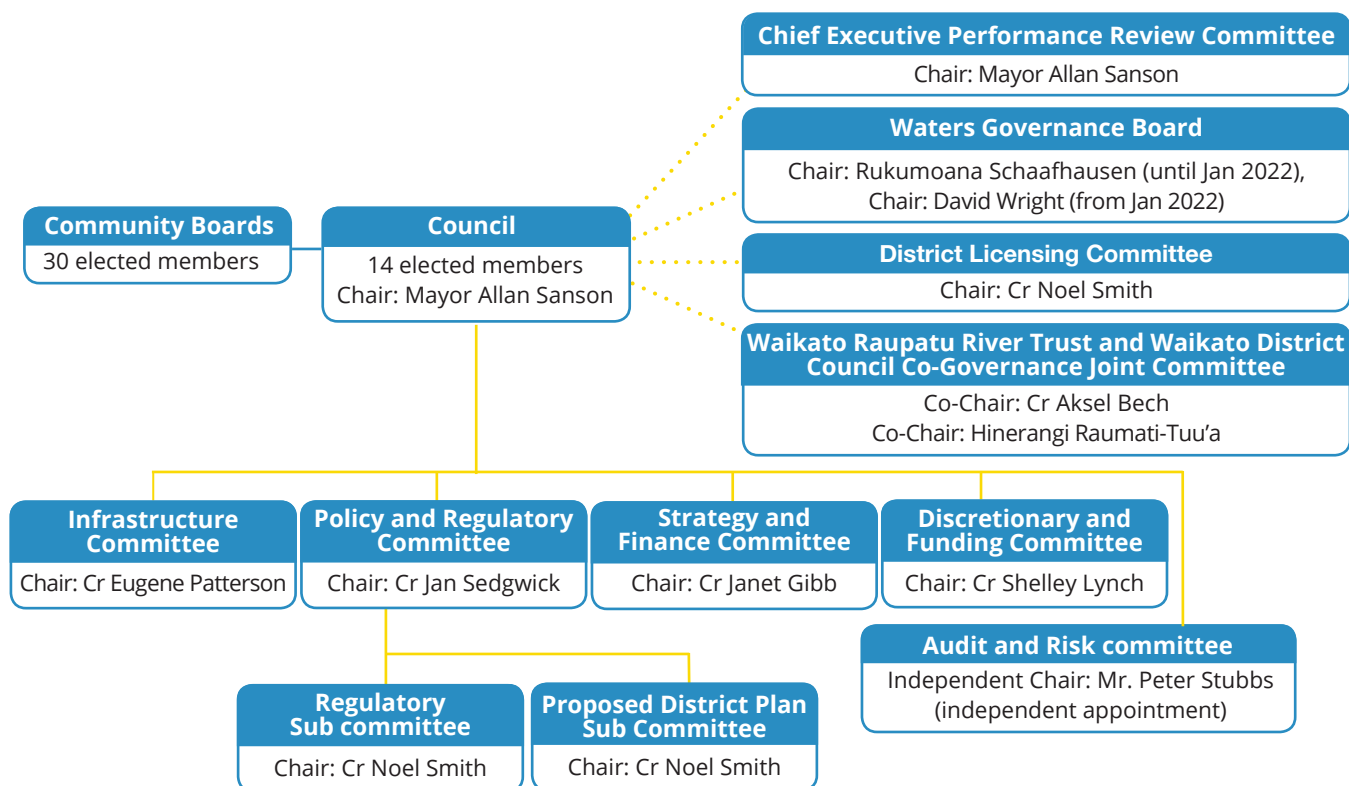 Chief Executive Performance Review Committee
Chair: Mayor Allan Sanson
Waters Governance Board
Chair: Rukumoana Schaafhausen (until Jan 2022),
Chair: David Wright (from Jan 2022)
Community Boards
30 elected members
Council
14 elected members
Chair: Mayor Allan Sanson
District Licensing Committee
Chair: Cr Noel Smith
Waikato Raupatu River Trust and Waikato District
Council Co-Governance Joint Committee
Co-Chair: Cr Aksel Bech
Co-Chair: Hinerangi Raumati-Tuu’a
Infrastructure
Committee
Chair: Cr Eugene Patterson
Policy and Regulatory
Committee
Chair: Cr Jan Sedgwick
Strategy and
Finance Committee
Chair: Cr Janet Gibb
Discretionary and
Funding Committee
Chair: Cr Shelley Lynch
Audit and Risk committee
Independent Chair: Mr. Peter Stubbs
(independent appointment)
Regulatory
Sub committee
Chair: Cr Noel Smith
Proposed District Plan
Sub Committee
Chair: Cr Noel Smith